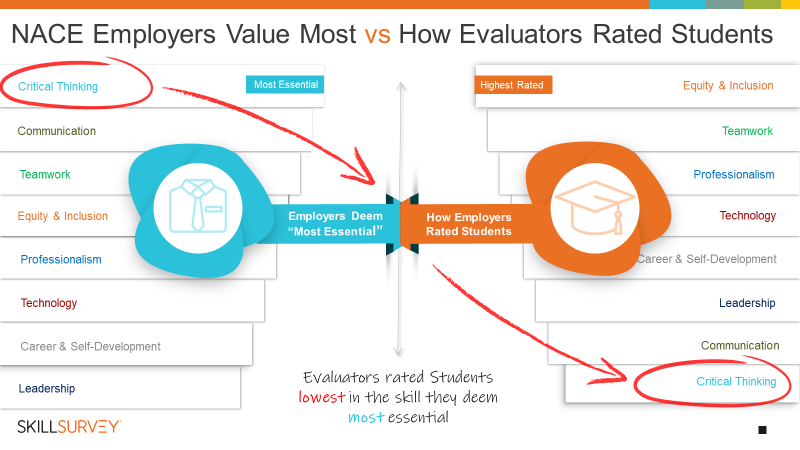 NACE Employers Value Most vs How Evaluators Rated Students
Critical Thinking
Most Essential
Communication
Teamwork
Equity & Inclusion
Professionalism
Technology
Career & Self-Development
Leadership
Employers Deem
“Most Essential”
How Employers
Rated Students
Highest Rated
Equity & Inclusion
Teamwork
Professionalism
Technology
Career & Self-Development
Leadership
Communication
Critical Thinking
Evaluators rated Students
lowest in the skill they deem
most essential
SKILLSURVEY